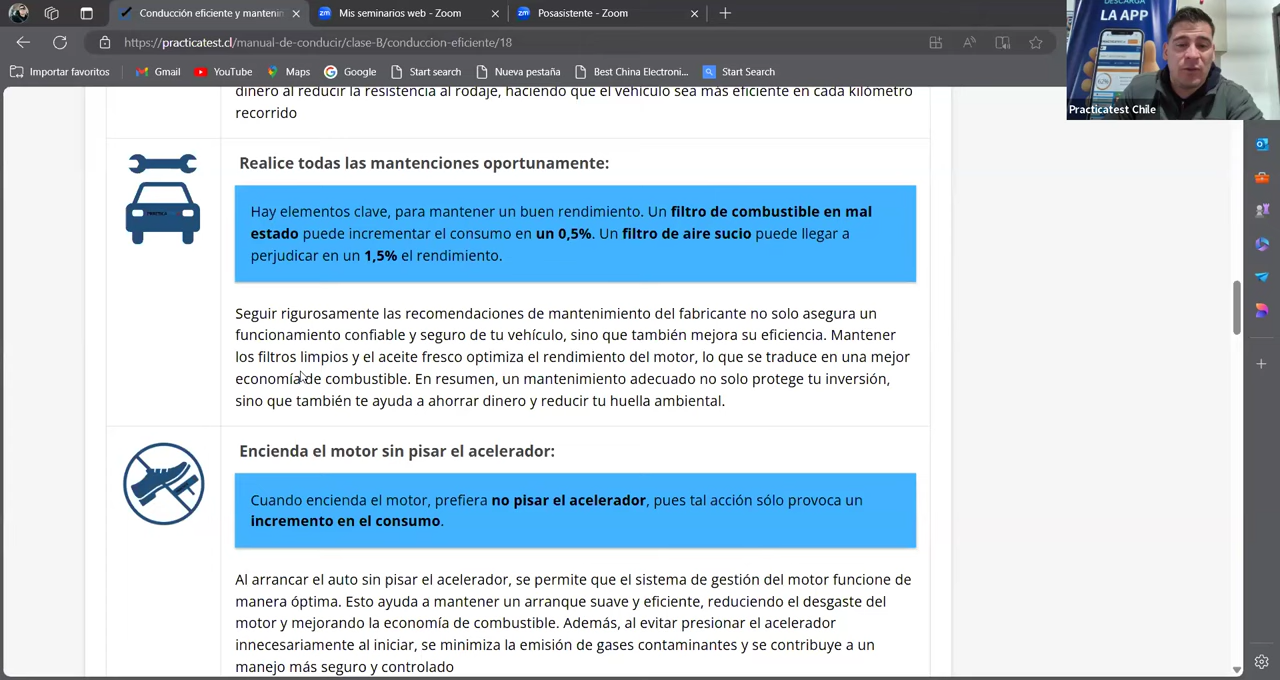 Conducción eficiente y mantenin
Mis seminarios web - Zoom
Posasistente - Zoom
https://practicatest.cl/manual-de-conducir/clase-B/conduccion-eficiente/18
Importar favoritos
Gmail
YouTube
Maps
Google
Start search
Nueva pestaña
Best China Electroni...
Start Search
DESCARGA
LA APP
Practicatest Chile
dinero al reducir la resistencia al rodaje, haciendo que el vehículo sea más eficiente en cada kilómetro
recorrido
Realice todas las mantenciones oportunamente:
Hay elementos clave, para mantener un buen rendimiento. Un filtro de combustible en mal
estado puede incrementar el consumo en un 0,5%. Un filtro de aire sucio puede llegar a
perjudicar en un 1,5% el rendimiento.
Seguir rigurosamente las recomendaciones de mantenimiento del fabricante no solo asegura un
funcionamiento confiable y seguro de tu vehículo, sino que también mejora su eficiencia. Mantener
los filtros limpios y el aceite fresco optimiza el rendimiento del motor, lo que se traduce en una mejor
economía de combustible. En resumen, un mantenimiento adecuado no solo protege tu inversión,
sino que también te ayuda a ahorrar dinero y reducir tu huella ambiental.
Encienda el motor sin pisar el acelerador:
Cuando encienda el motor, prefiera no pisar el acelerador, pues tal acción sólo provoca un
incremento en el consumo.
Al arrancar el auto sin pisar el acelerador, se permite que el sistema de gestión del motor funcione de
manera óptima. Esto ayuda a mantener un arranque suave y eficiente, reduciendo el desgaste del
motor y mejorando la economía de combustible. Además, al evitar presionar el acelerador
innecesariamente al iniciar, se minimiza la emisión de gases contaminantes y se contribuye a un
manejo más seguro y controlado